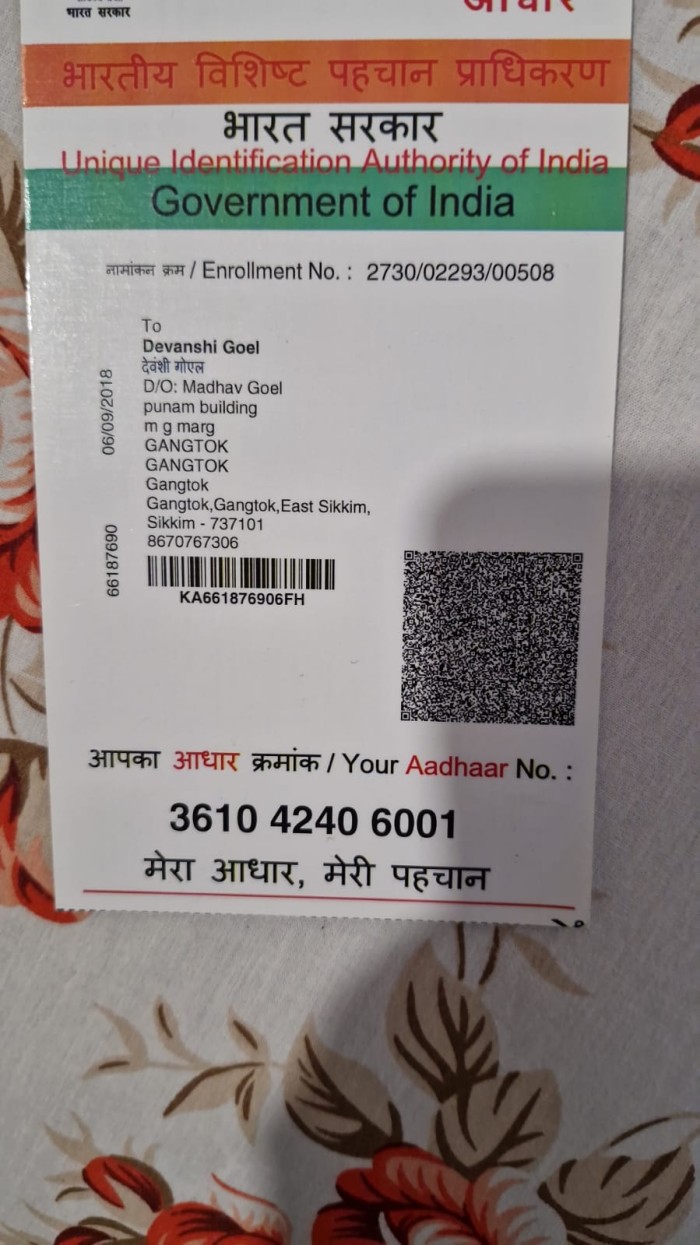 भारत सरकार
आधार
भारतीय विशिष्ट पहचान प्राधिकरण
भारत सरकार
Unique Identification Authority of India
Government of India
नामांकन क्रम / Enrollment No. : 2730/02293/00508
To
Devanshi Goel
देवंशी गोएल
D/O: Madhav Goel
punam building
m g marg
GANGTOK
GANGTOK
Gangtok
Gangtok,Gangtok,East Sikkim,
Sikkim - 737101
8670767306
06/09/2018
66187690
KA661876906FH
आपका आधार क्रमांक / Your Aadhaar No. :
3610 4240 6001
मेरा आधार, मेरी पहचान